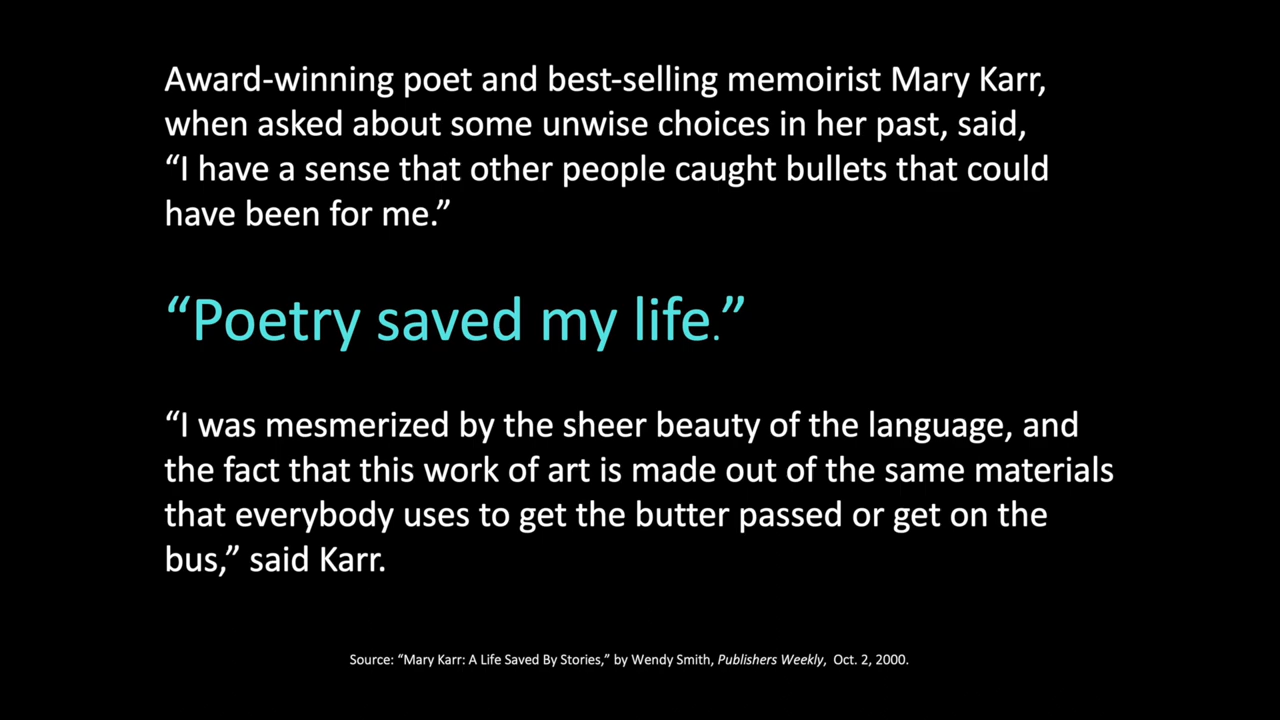 Award-winning poet and best-selling memoirist Mary Karr,
when asked about some unwise choices in her past, said,
“I have a sense that other people caught bullets that could
have been for me.”
“Poetry saved my life.”
“I was mesmerized by the sheer beauty of the language, and
the fact that this work of art is made out of the same materials
that everybody uses to get the butter passed or get on the
bus,” said Karr.
Source: “Mary Karr: A Life Saved By Stories,” by Wendy Smith, Publishers Weekly, Oct. 2, 2000.